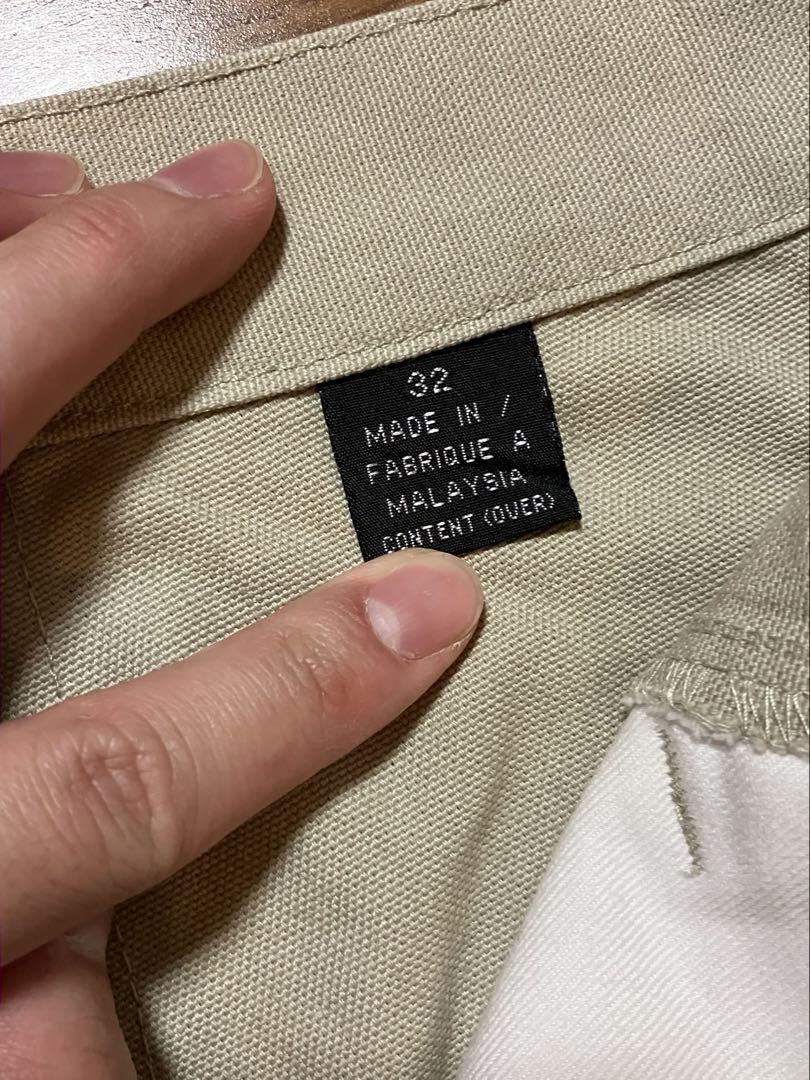 32
MADE IN /
FABRIQUE A
MALAYSIA
CONTENT (OVER)